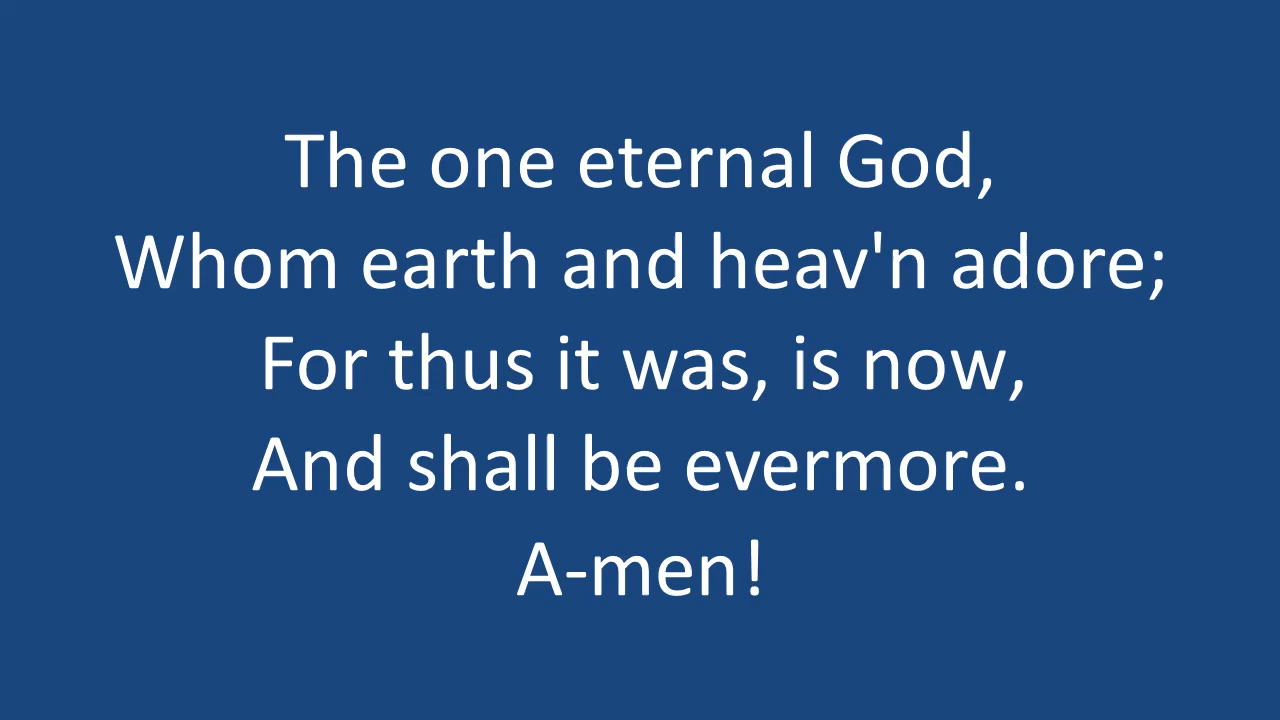 The one eternal God,
Whom earth and heav'n adore;
For thus it was, is now,
And shall be evermore.
A-men!